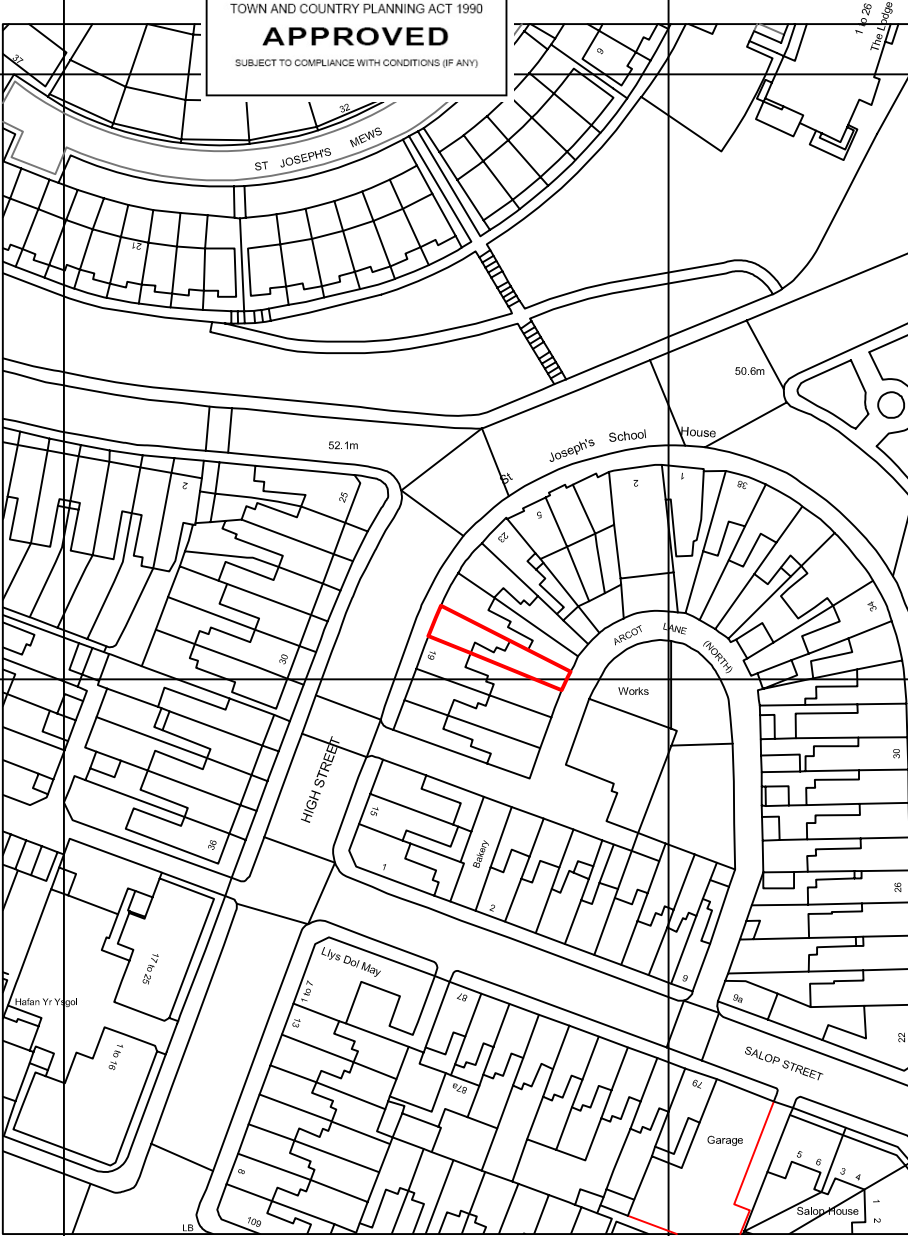 TOWN AND COUNTRY PLANNING ACT 1990
APPROVED
SUBJECT TO COMPLIANCE WITH CONDITIONS (IF ANY)
1 to 26
The Lodge
37
9
32
ST JOSEPH'S MEWS
21
50.6m
52.1m
St Joseph's School House
2
25
23
5
2
1
38
34
ARCOT LANE (NORTH)
30
19
Works
30
HIGH STREET
15
36
1
Bakery
2
26
17 to 25
Llys Dol May
9
9a
Hafan Yr Ysgol
1 to 7
87
13
22
1 to 16
SALOP STREET
87a
79
Garage
5
6
3
4
8
1
2
Salop House
109
LB